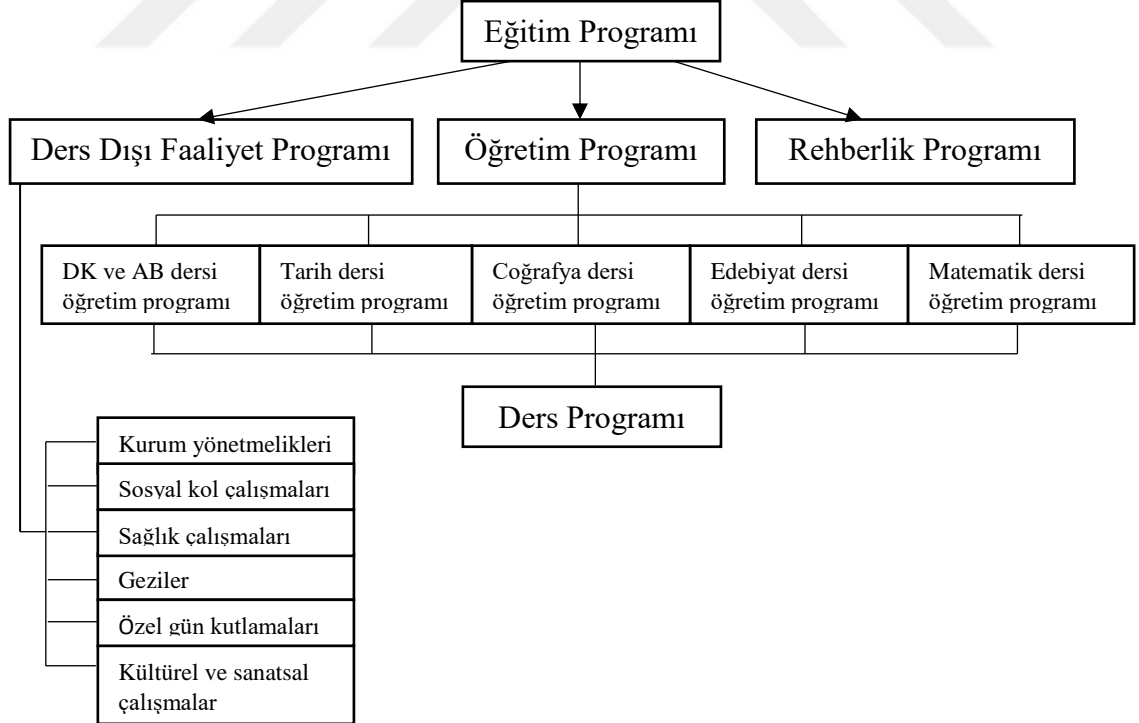 Eğitim Programı
Ders Dışı Faaliyet Programı
Öğretim Programı
Rehberlik Programı
DK ve AB dersi
öğretim programı
Tarih dersi
öğretim programı
Coğrafya dersi
öğretim programı
Edebiyat dersi
öğretim programı
Matematik dersi
öğretim programı
Ders Programı
Kurum yönetmelikleri
Sosyal kol çalışmaları
Sağlık çalışmaları
Geziler
Özel gün kutlamaları
Kültürel ve sanatsal
çalışmalar